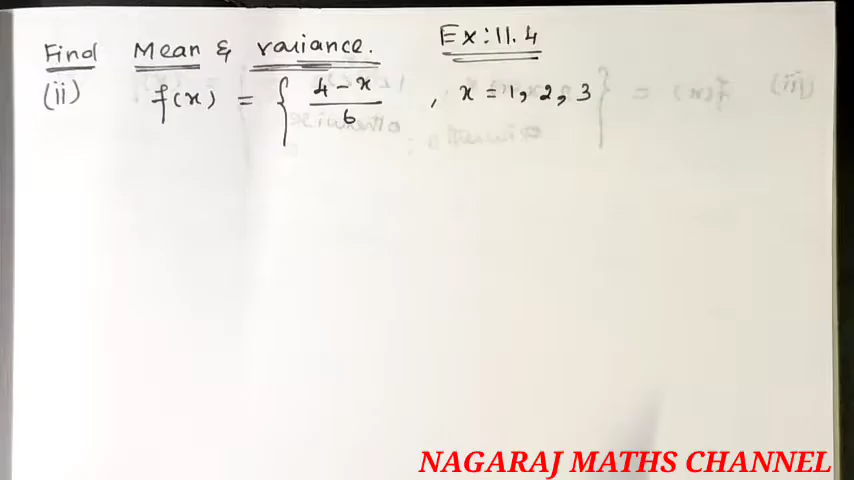 Find Mean & variance. Ex: 11.4
(ii) f(x) = { (4-x)/6 , x = 1, 2, 3
NAGARAJ MATHS CHANNEL